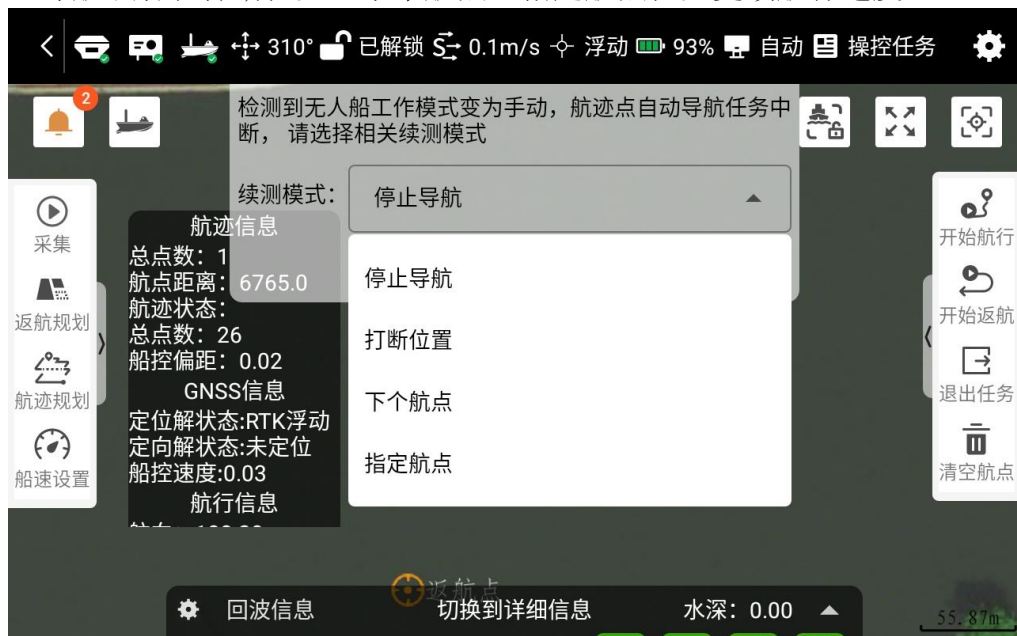 310° 已解锁 0.1m/s 浮动 93% 自动 操控任务
2
检测到无人船工作模式变为手动，航迹点自动导航任务中
断， 请选择相关续测模式
续测模式：
停止导航
停止导航
打断位置
下个航点
指定航点
采集
返航规划
航迹规划
船速设置
航迹信息
总点数：1
航点距离：6765.0
航迹状态：
总点数：26
船控偏距：0.02
GNSS信息
定位解状态:RTK浮动
定向解状态:未定位
船控速度:0.03
航行信息
开始航行
开始返航
退出任务
清空航点
返航点
回波信息 切换到详细信息 水深：0.00
55.87m